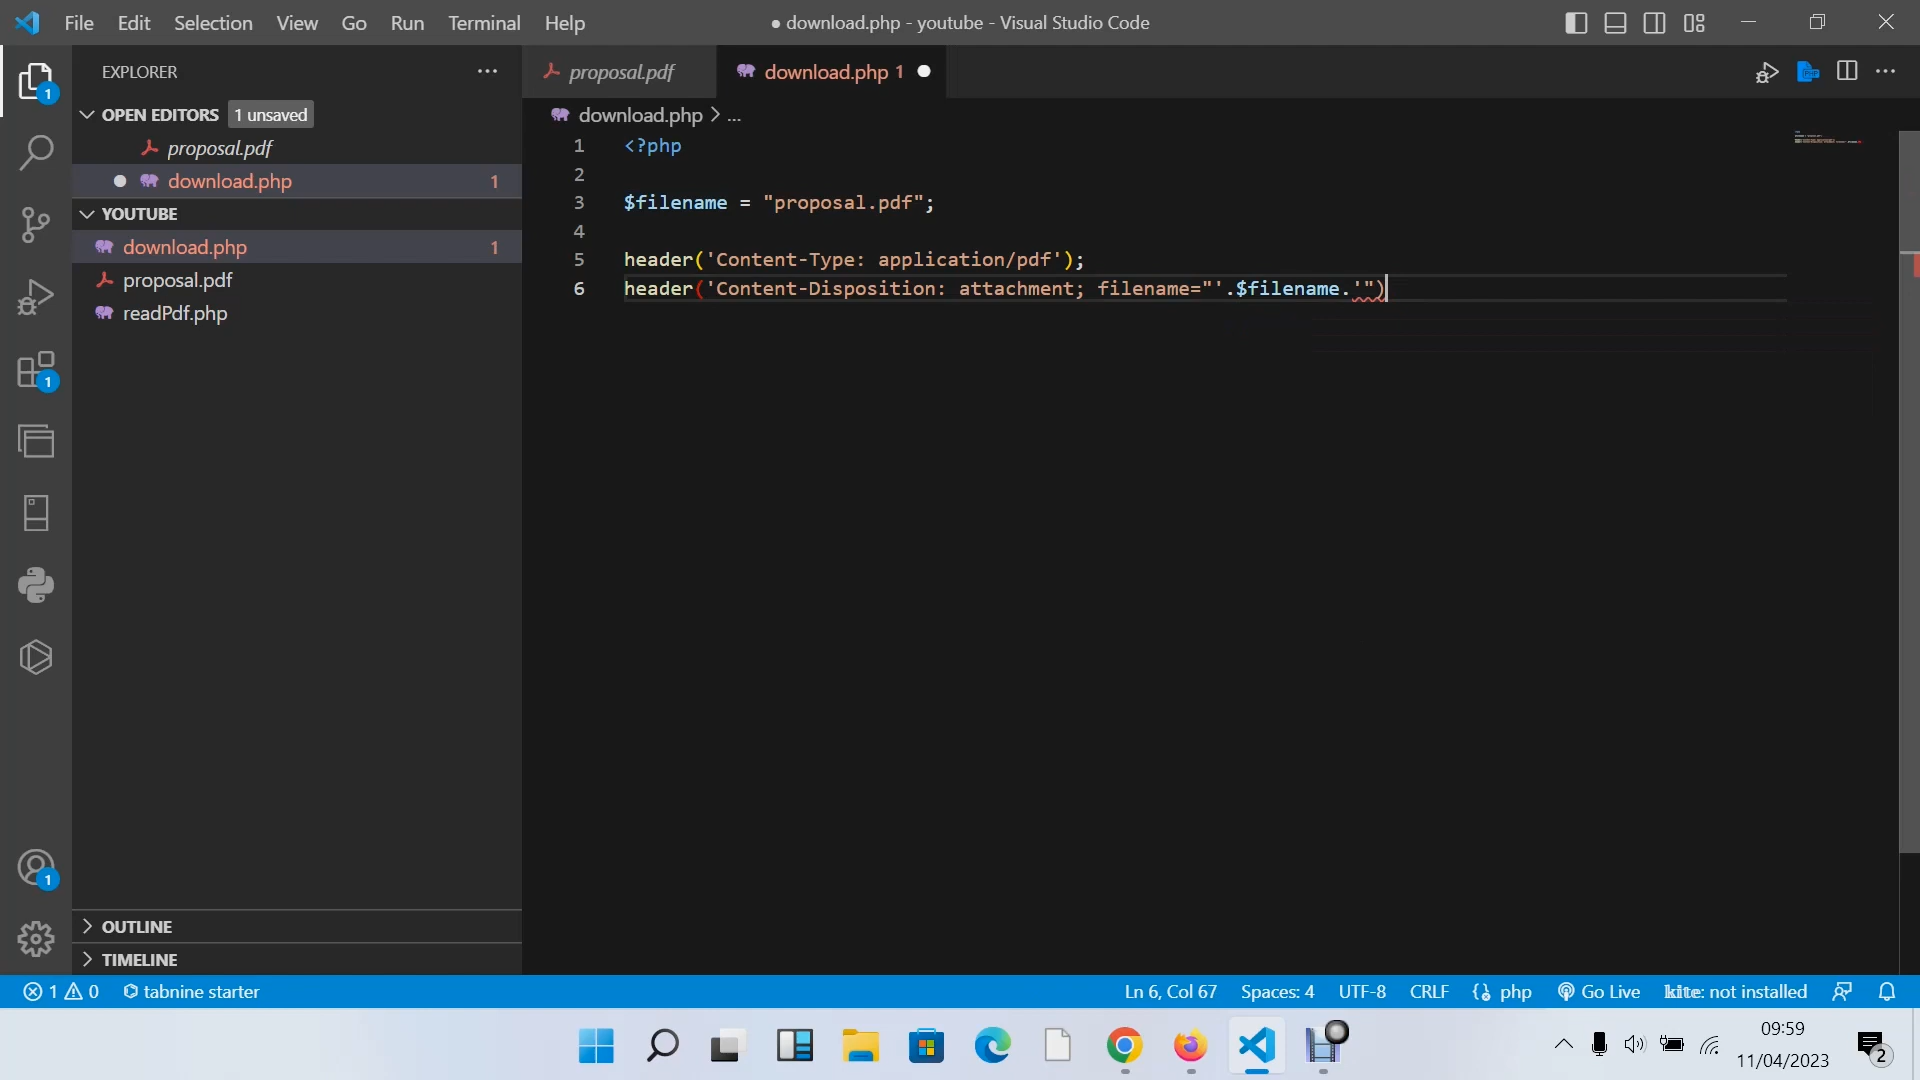 File Edit Selection View Go Run Terminal Help
● download.php - youtube - Visual Studio Code
EXPLORER
OPEN EDITORS 1 unsaved
proposal.pdf
download.php 1
YOUTUBE
download.php 1
proposal.pdf
readPdf.php
OUTLINE
TIMELINE
proposal.pdf
download.php 1
download.php > ...
1 <?php
2
3 $filename = "proposal.pdf";
4
5 header('Content-Type: application/pdf');
6 header('Content-Disposition: attachment; filename="'.$filename.'")
1
1
1
1 0 tabnine starter
Ln 6, Col 67 Spaces: 4 UTF-8 CRLF php Go Live kite: not installed
09:59
11/04/2023
2